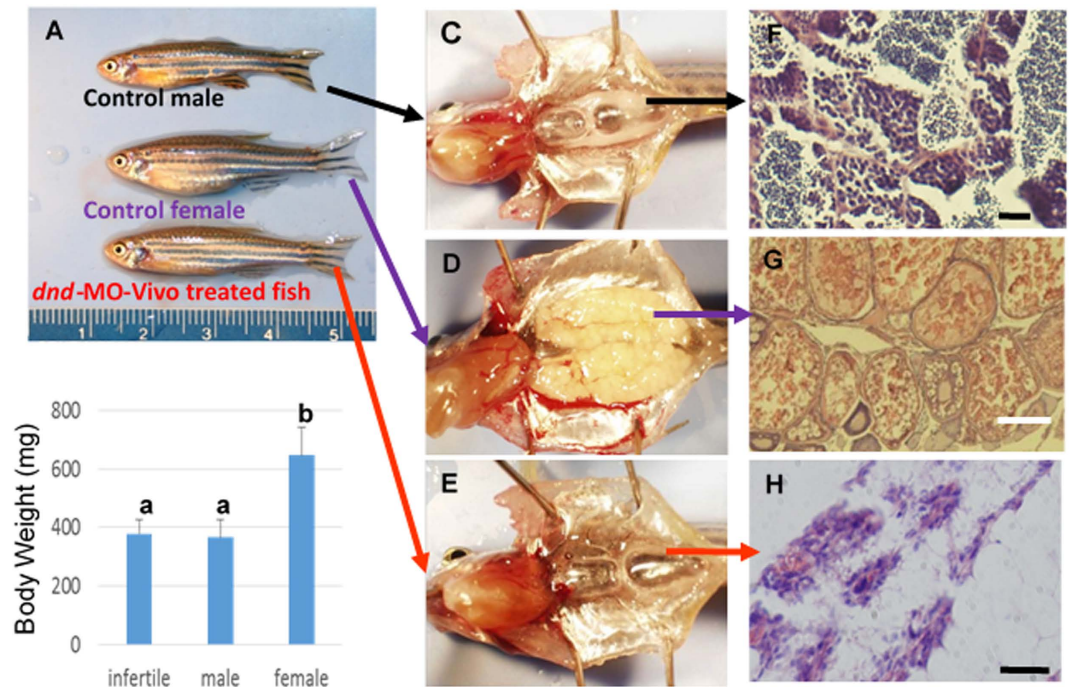 A
Control male
Control female
dnd-MO-Vivo treated fish
1 2 3 4 5
C
D
E
F
G
H
Body Weight (mg)
800
600
400
200
0
a
a
b
infertile
male
female